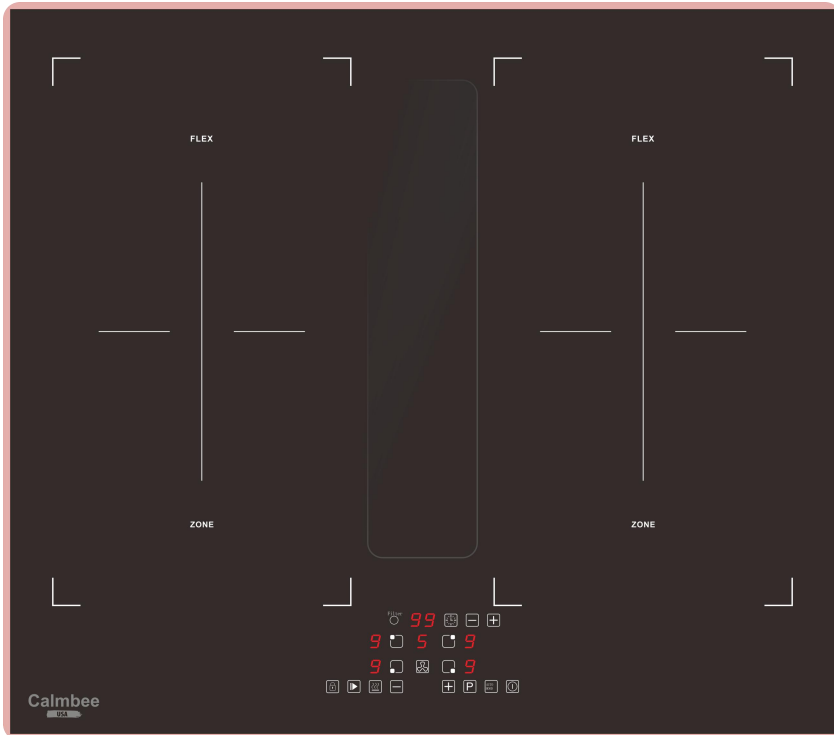 FLEX FLEX
ZONE ZONE
Filter 99
9 5 9
9 9
P
Calmbee
USA